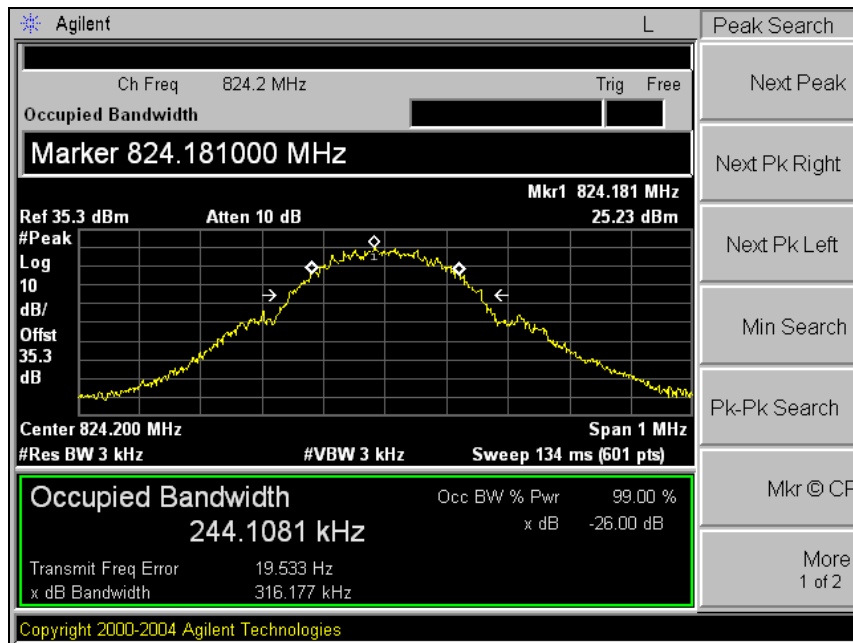 Agilent L Peak Search
Ch Freq 824.2 MHz Trig Free
Occupied Bandwidth
Marker 824.181000 MHz
Mkr1 824.181 MHz
Ref 35.3 dBm Atten 10 dB 25.23 dBm
#Peak
Log
10
dB/
Offst
35.3
dB
1
Center 824.200 MHz Span 1 MHz
#Res BW 3 kHz #VBW 3 kHz Sweep 134 ms (601 pts)
Occupied Bandwidth
244.1081 kHz
Occ BW % Pwr 99.00 %
x dB -26.00 dB
Transmit Freq Error 19.533 Hz
x dB Bandwidth 316.177 kHz
Copyright 2000-2004 Agilent Technologies
Next Peak
Next Pk Right
Next Pk Left
Min Search
Pk-Pk Search
Mkr © CF
More
1 of 2